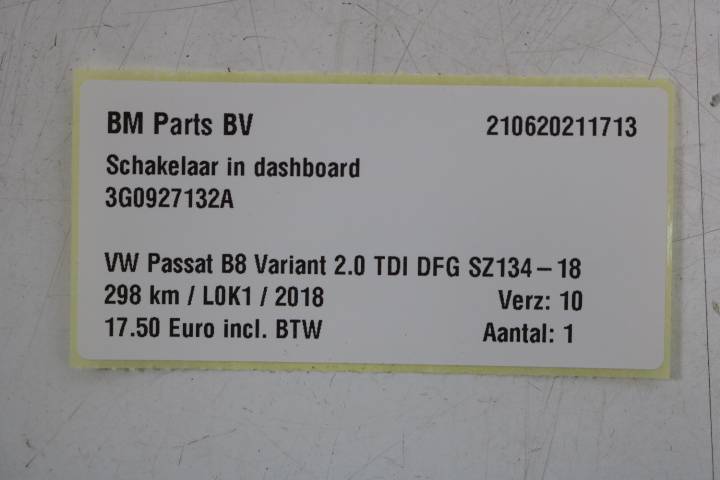 BM Parts BV 210620211713
Schakelaar in dashboard
3G0927132A
VW Passat B8 Variant 2.0 TDI DFG SZ134 – 18
298 km / L0K1 / 2018 Verz: 10
17.50 Euro incl. BTW Aantal: 1